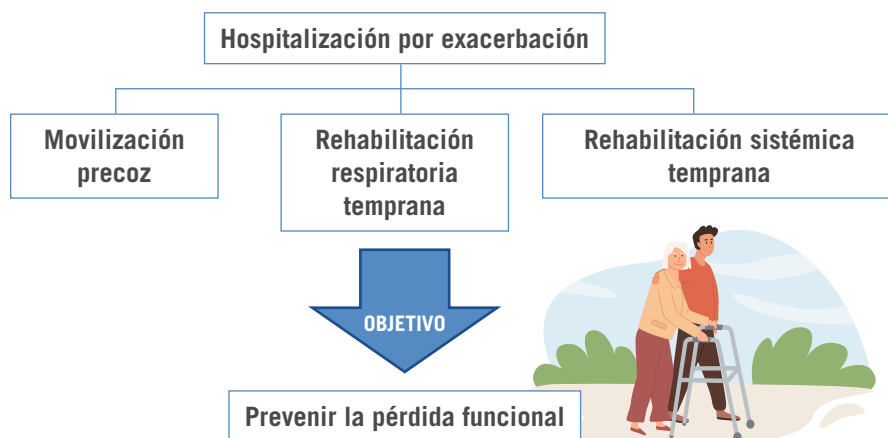 Hospitalización por exacerbación
Movilización
precoz
Rehabilitación
respiratoria
temprana
Rehabilitación sistémica
temprana
OBJETIVO
Prevenir la pérdida funcional